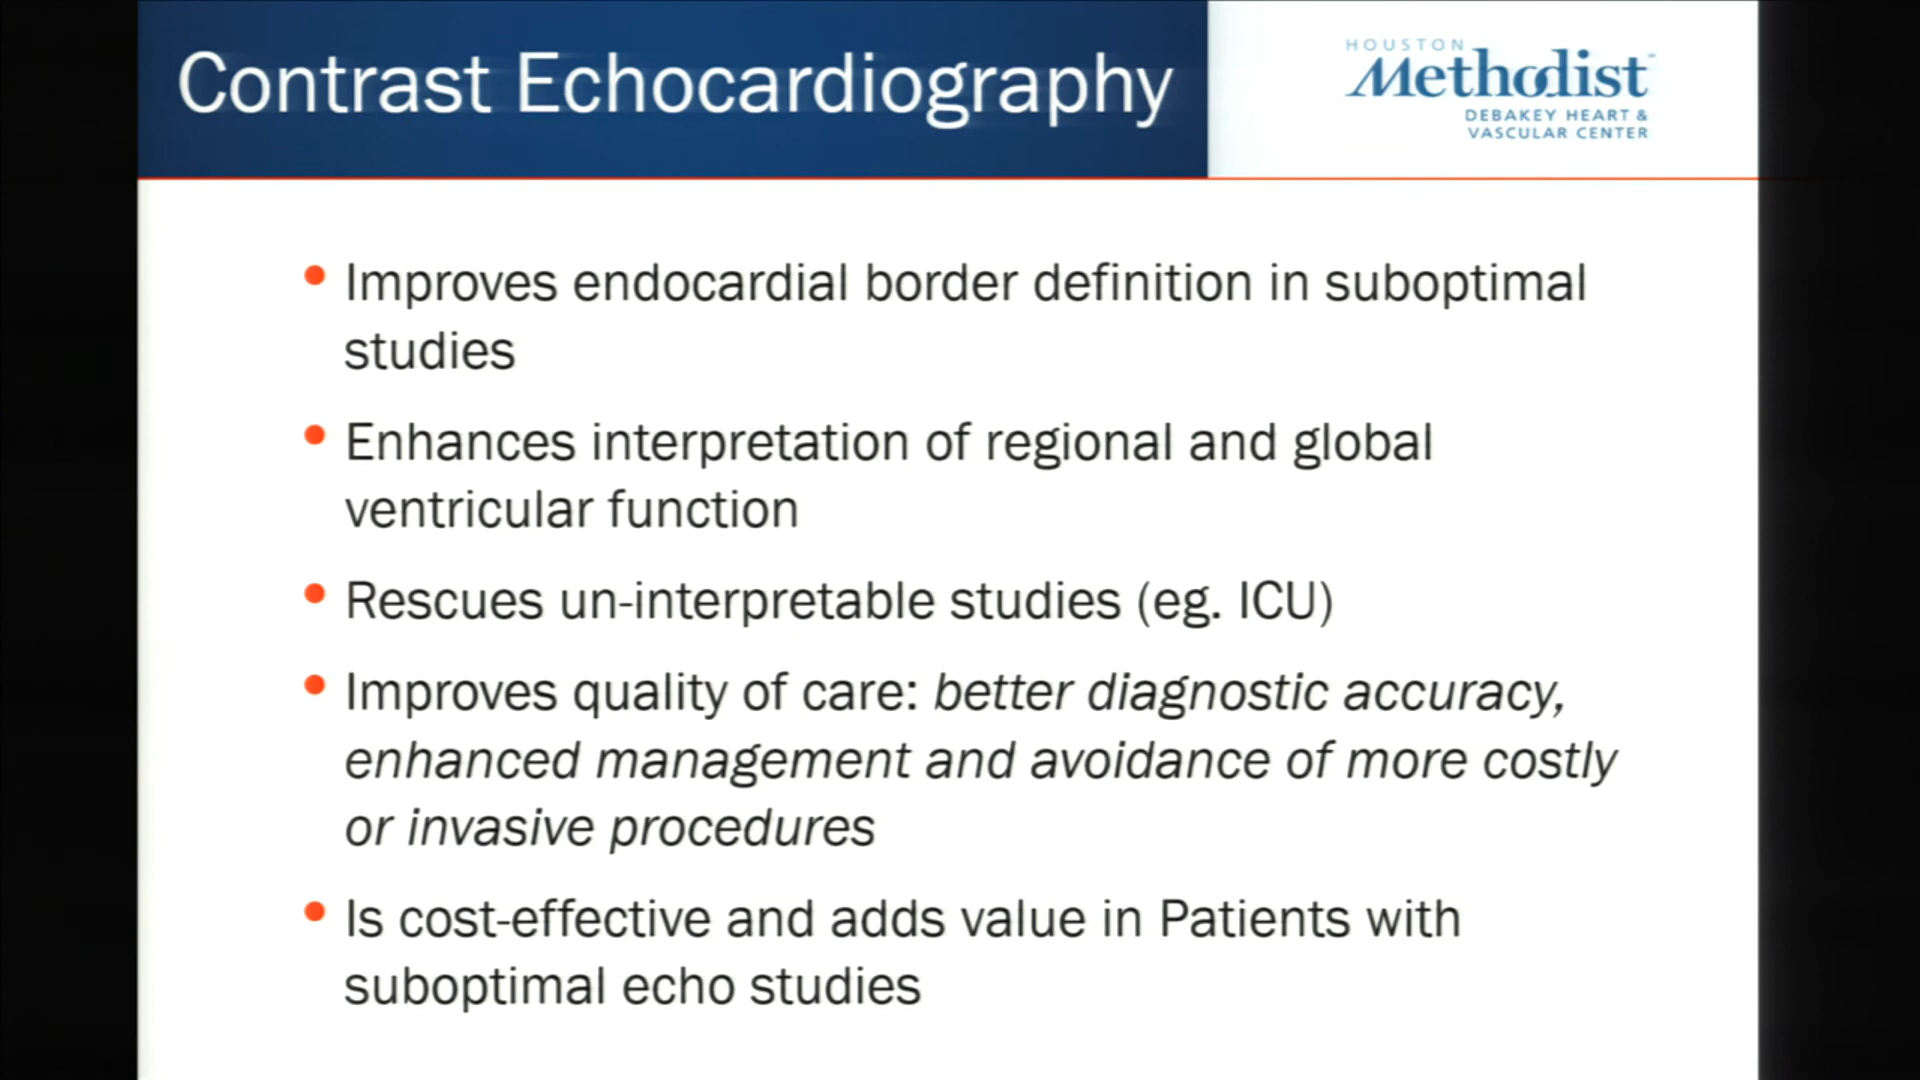 Contrast Echocardiography
HOUSTON
Methodist
DEBAKEY HEART &
VASCULAR CENTER
• Improves endocardial border definition in suboptimal
studies
• Enhances interpretation of regional and global
ventricular function
• Rescues un-interpretable studies (eg. ICU)
• Improves quality of care: better diagnostic accuracy,
enhanced management and avoidance of more costly
or invasive procedures
• Is cost-effective and adds value in Patients with
suboptimal echo studies